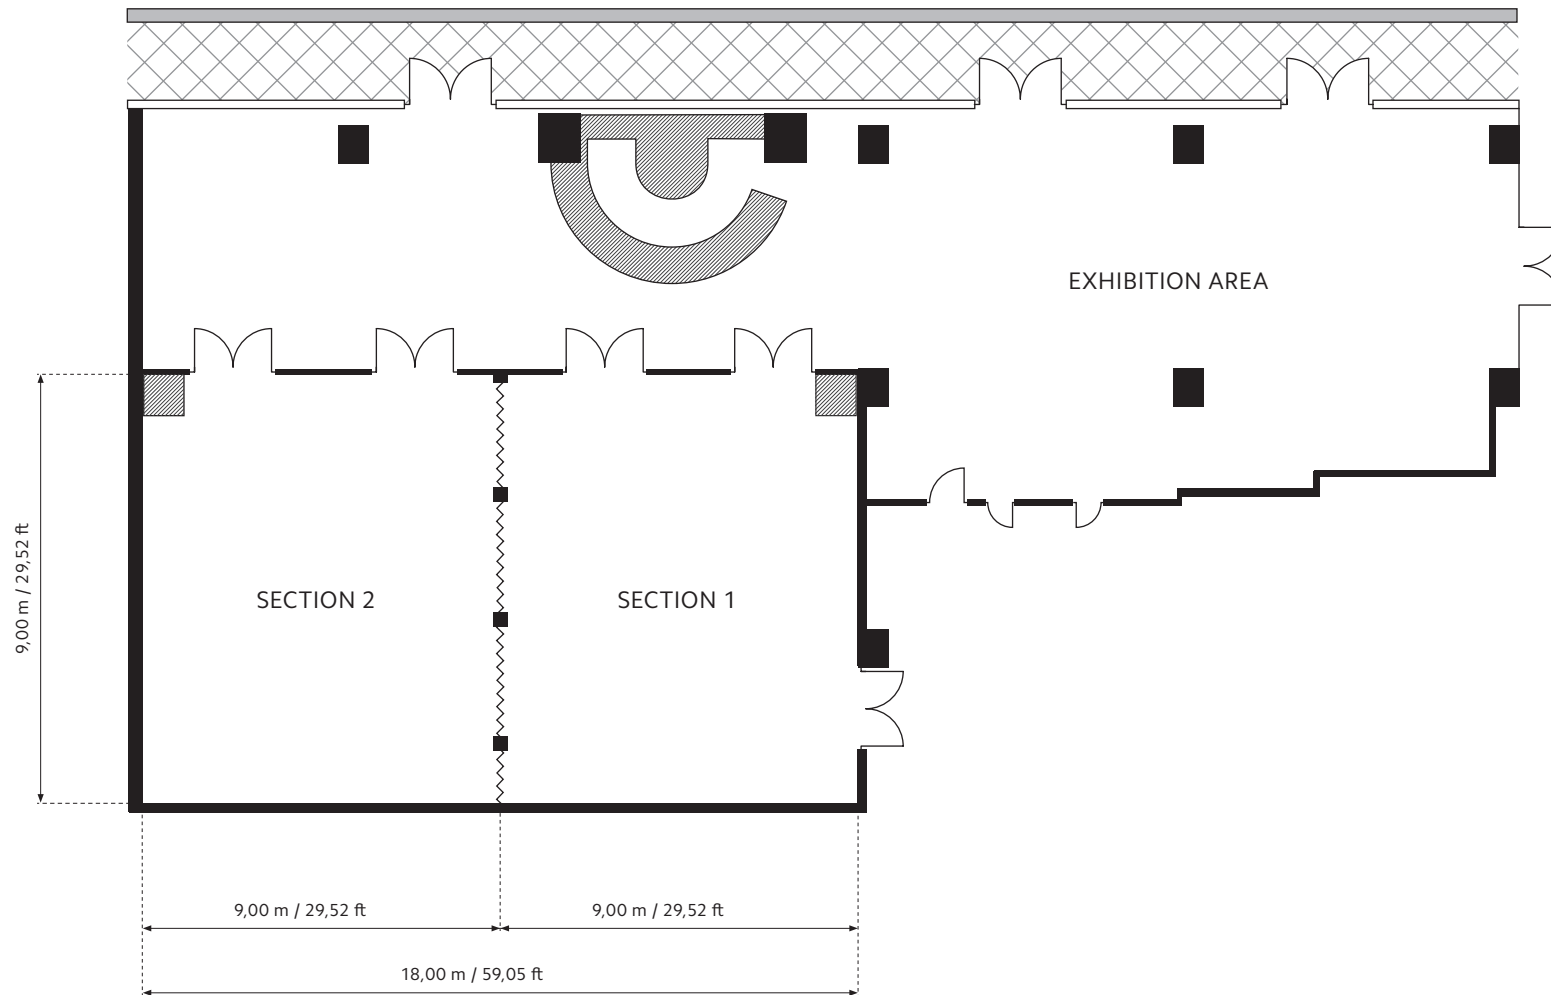 EXHIBITION AREA
9,00 m / 29,52 ft
SECTION 2
SECTION 1
9,00 m / 29,52 ft
9,00 m / 29,52 ft
18,00 m / 59,05 ft